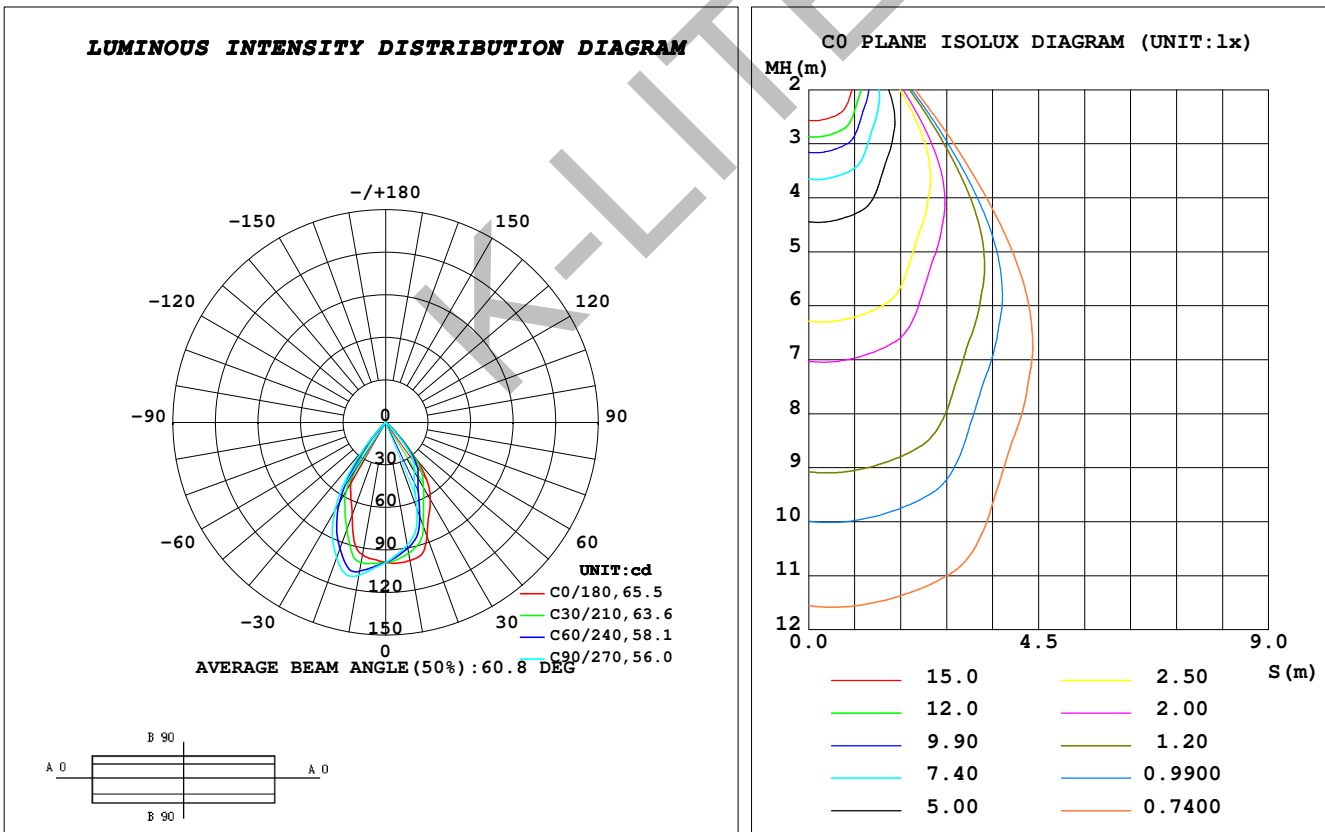 LUMINOUS INTENSITY DISTRIBUTION DIAGRAM
-/+180
-150
150
-120
120
-90
90
0
30
60
90
120
150
0
-60
60
-30
30
UNIT:cd
C0/180,65.5
C30/210,63.6
C60/240,58.1
C90/270,56.0
AVERAGE BEAM ANGLE(50%):60.8 DEG
B 90
A 0
A 0
B 90
C0 PLANE ISOLUX DIAGRAM (UNIT:lx)
MH(m)
2
3
4
5
6
7
8
9
10
11
12
0.0
4.5
9.0
S(m)
15.0
12.0
9.90
7.40
5.00
2.50
2.00
1.20
0.9900
0.7400
K-LITE